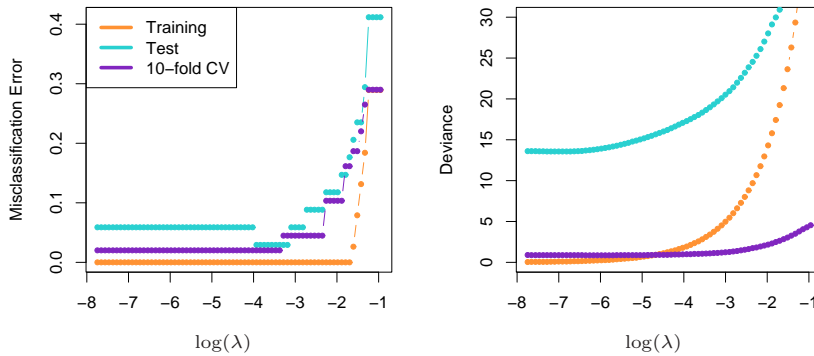 Misclassification Error
0.0 0.1 0.2 0.3 0.4
Training
Test
10−fold CV
−8 −7 −6 −5 −4 −3 −2 −1
log(λ)
Deviance
0 5 10 15 20 25 30
−8 −7 −6 −5 −4 −3 −2 −1
log(λ)